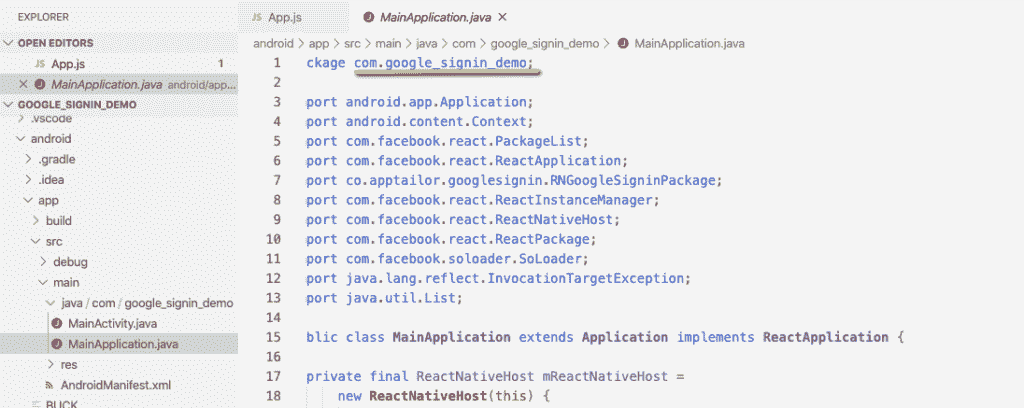 EXPLORER
OPEN EDITORS
JS App.js 1
MainApplication.java android/app...
GOOGLE_SIGNIN_DEMO
.vscode
android
.gradle
.idea
app
build
src
debug
main
java / com / google_signin_demo
MainActivity.java
MainApplication.java
res
AndroidManifest.xml
BUCK
JS App.js
MainApplication.java
android > app > src > main > java > com > google_signin_demo > MainApplication.java
1 ckage com.google_signin_demo;
2
3 port android.app.Application;
4 port android.content.Context;
5 port com.facebook.react.PackageList;
6 port com.facebook.react.ReactApplication;
7 port co.apptailor.googlesignin.RNGoogleSigninPackage;
8 port com.facebook.react.ReactInstanceManager;
9 port com.facebook.react.ReactNativeHost;
10 port com.facebook.react.ReactPackage;
11 port com.facebook.soloader.SoLoader;
12 port java.lang.reflect.InvocationTargetException;
13 port java.util.List;
14
15 blic class MainApplication extends Application implements ReactApplication {
16
17 private final ReactNativeHost mReactNativeHost =
18 new ReactNativeHost(this) {